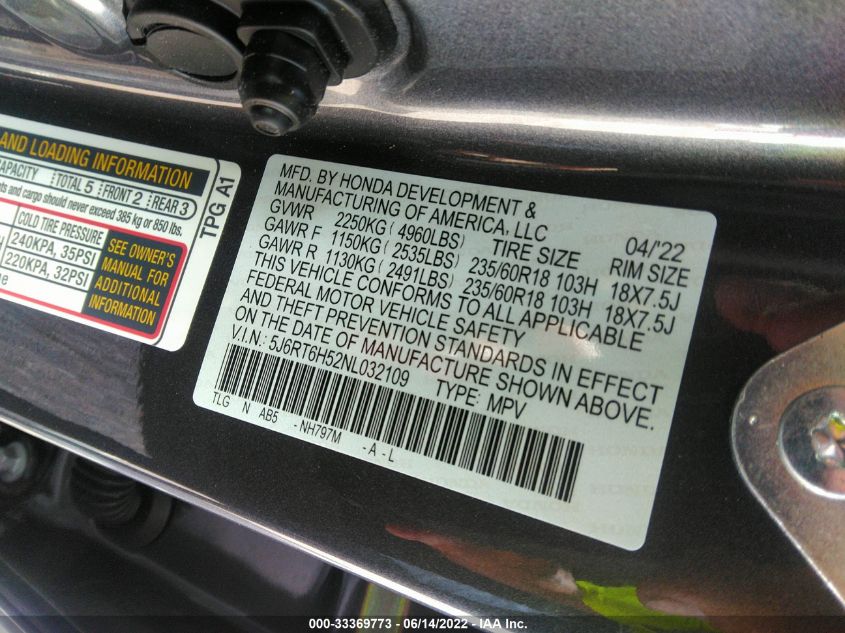 AND LOADING INFORMATION
CAPACITY TOTAL 5 FRONT 2 REAR 3
nts and cargo should never exceed 385 kg or 850 lbs.
COLD TIRE PRESSURE
240KPA, 35PSI
220KPA, 32PSI
SEE OWNER'S
MANUAL FOR
ADDITIONAL
INFORMATION
TPG A1
MFD. BY HONDA DEVELOPMENT &
MANUFACTURING OF AMERICA, LLC 04/'22
GVWR 2250KG (4960LBS) TIRE SIZE RIM SIZE
GAWR F 1150KG (2535LBS) 235/60R18 103H 18X7.5J
GAWR R 1130KG (2491LBS) 235/60R18 103H 18X7.5J
THIS VEHICLE CONFORMS TO ALL APPLICABLE
FEDERAL MOTOR VEHICLE SAFETY
AND THEFT PREVENTION STANDARDS IN EFFECT
ON THE DATE OF MANUFACTURE SHOWN ABOVE.
V.I.N.: 5J6RT6H52NL032109 TYPE: MPV
TLG N AB5 - NH797M - A - L
000-33369773 - 06/14/2022 - IAA Inc.